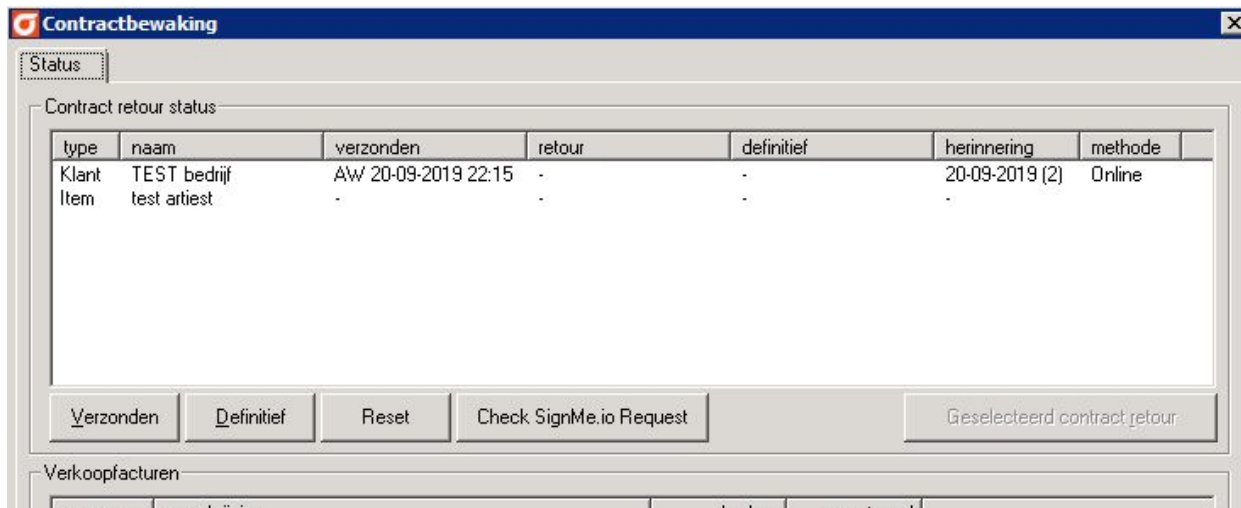 Contractbewaking
Status
Contract retour status
type naam verzonden retour definitief herinnering methode
Klant TEST bedrijf AW 20-09-2019 22:15 - - 20-09-2019 (2) Online
Item test artiest - - - -
Verzonden Definitief Reset Check SignMe.io Request Geselecteerd contract retour
Verkoopfacturen